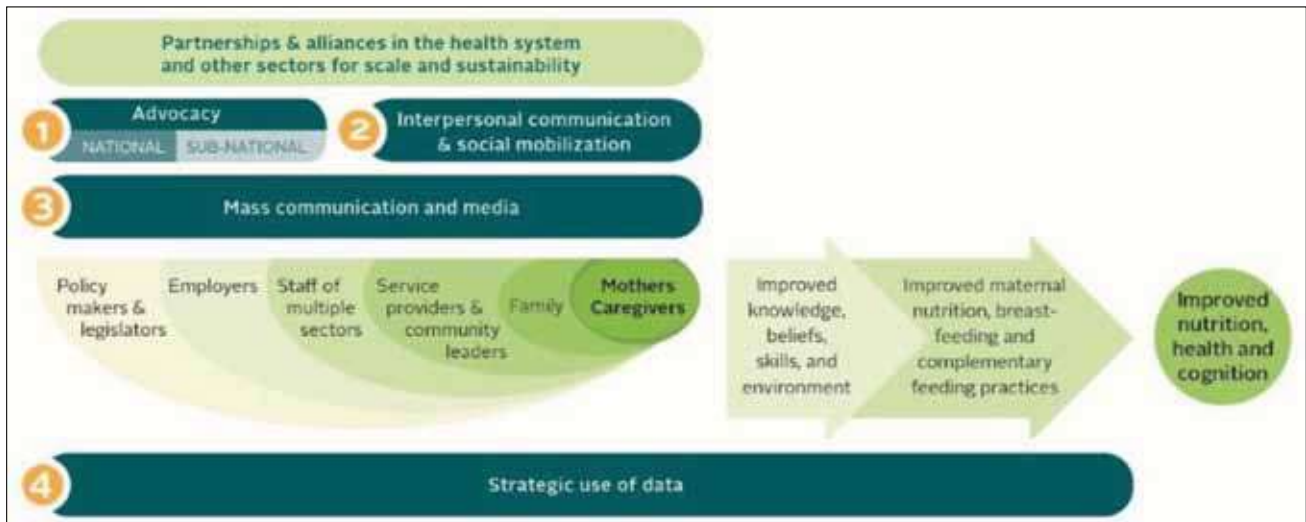 Partnerships & alliances in the health system
and other sectors for scale and sustainability
1
Advocacy
NATIONAL
SUB-NATIONAL
2
Interpersonal communication
& social mobilization
3
Mass communication and media
Policy
makers &
legislators
Employers
Staff of
multiple
sectors
Service
providers &
community
leaders
Family
Mothers
Caregivers
Improved
knowledge,
beliefs,
skills, and
environment
Improved maternal
nutrition, breast-
feeding and
complementary
feeding practices
Improved
nutrition,
health and
cognition
4
Strategic use of data